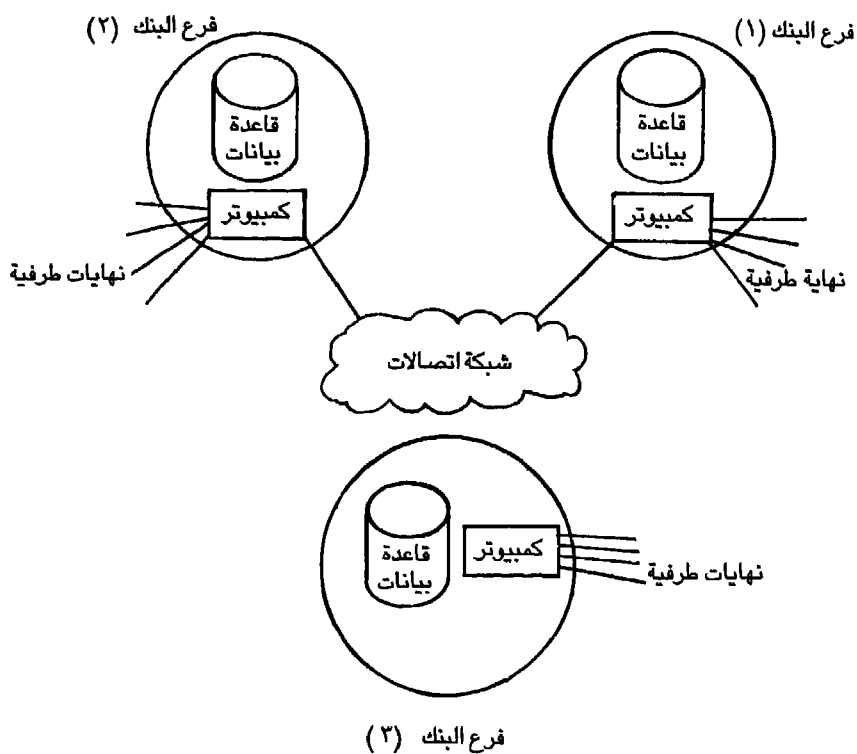 فرع البنك (١)
قاعدة
بيانات
كمبيوتر
نهاية طرفية
فرع البنك (٢)
قاعدة
بيانات
كمبيوتر
نهايات طرفية
شبكة اتصالات
قاعدة
بيانات
كمبيوتر
نهايات طرفية
فرع البنك (٣)